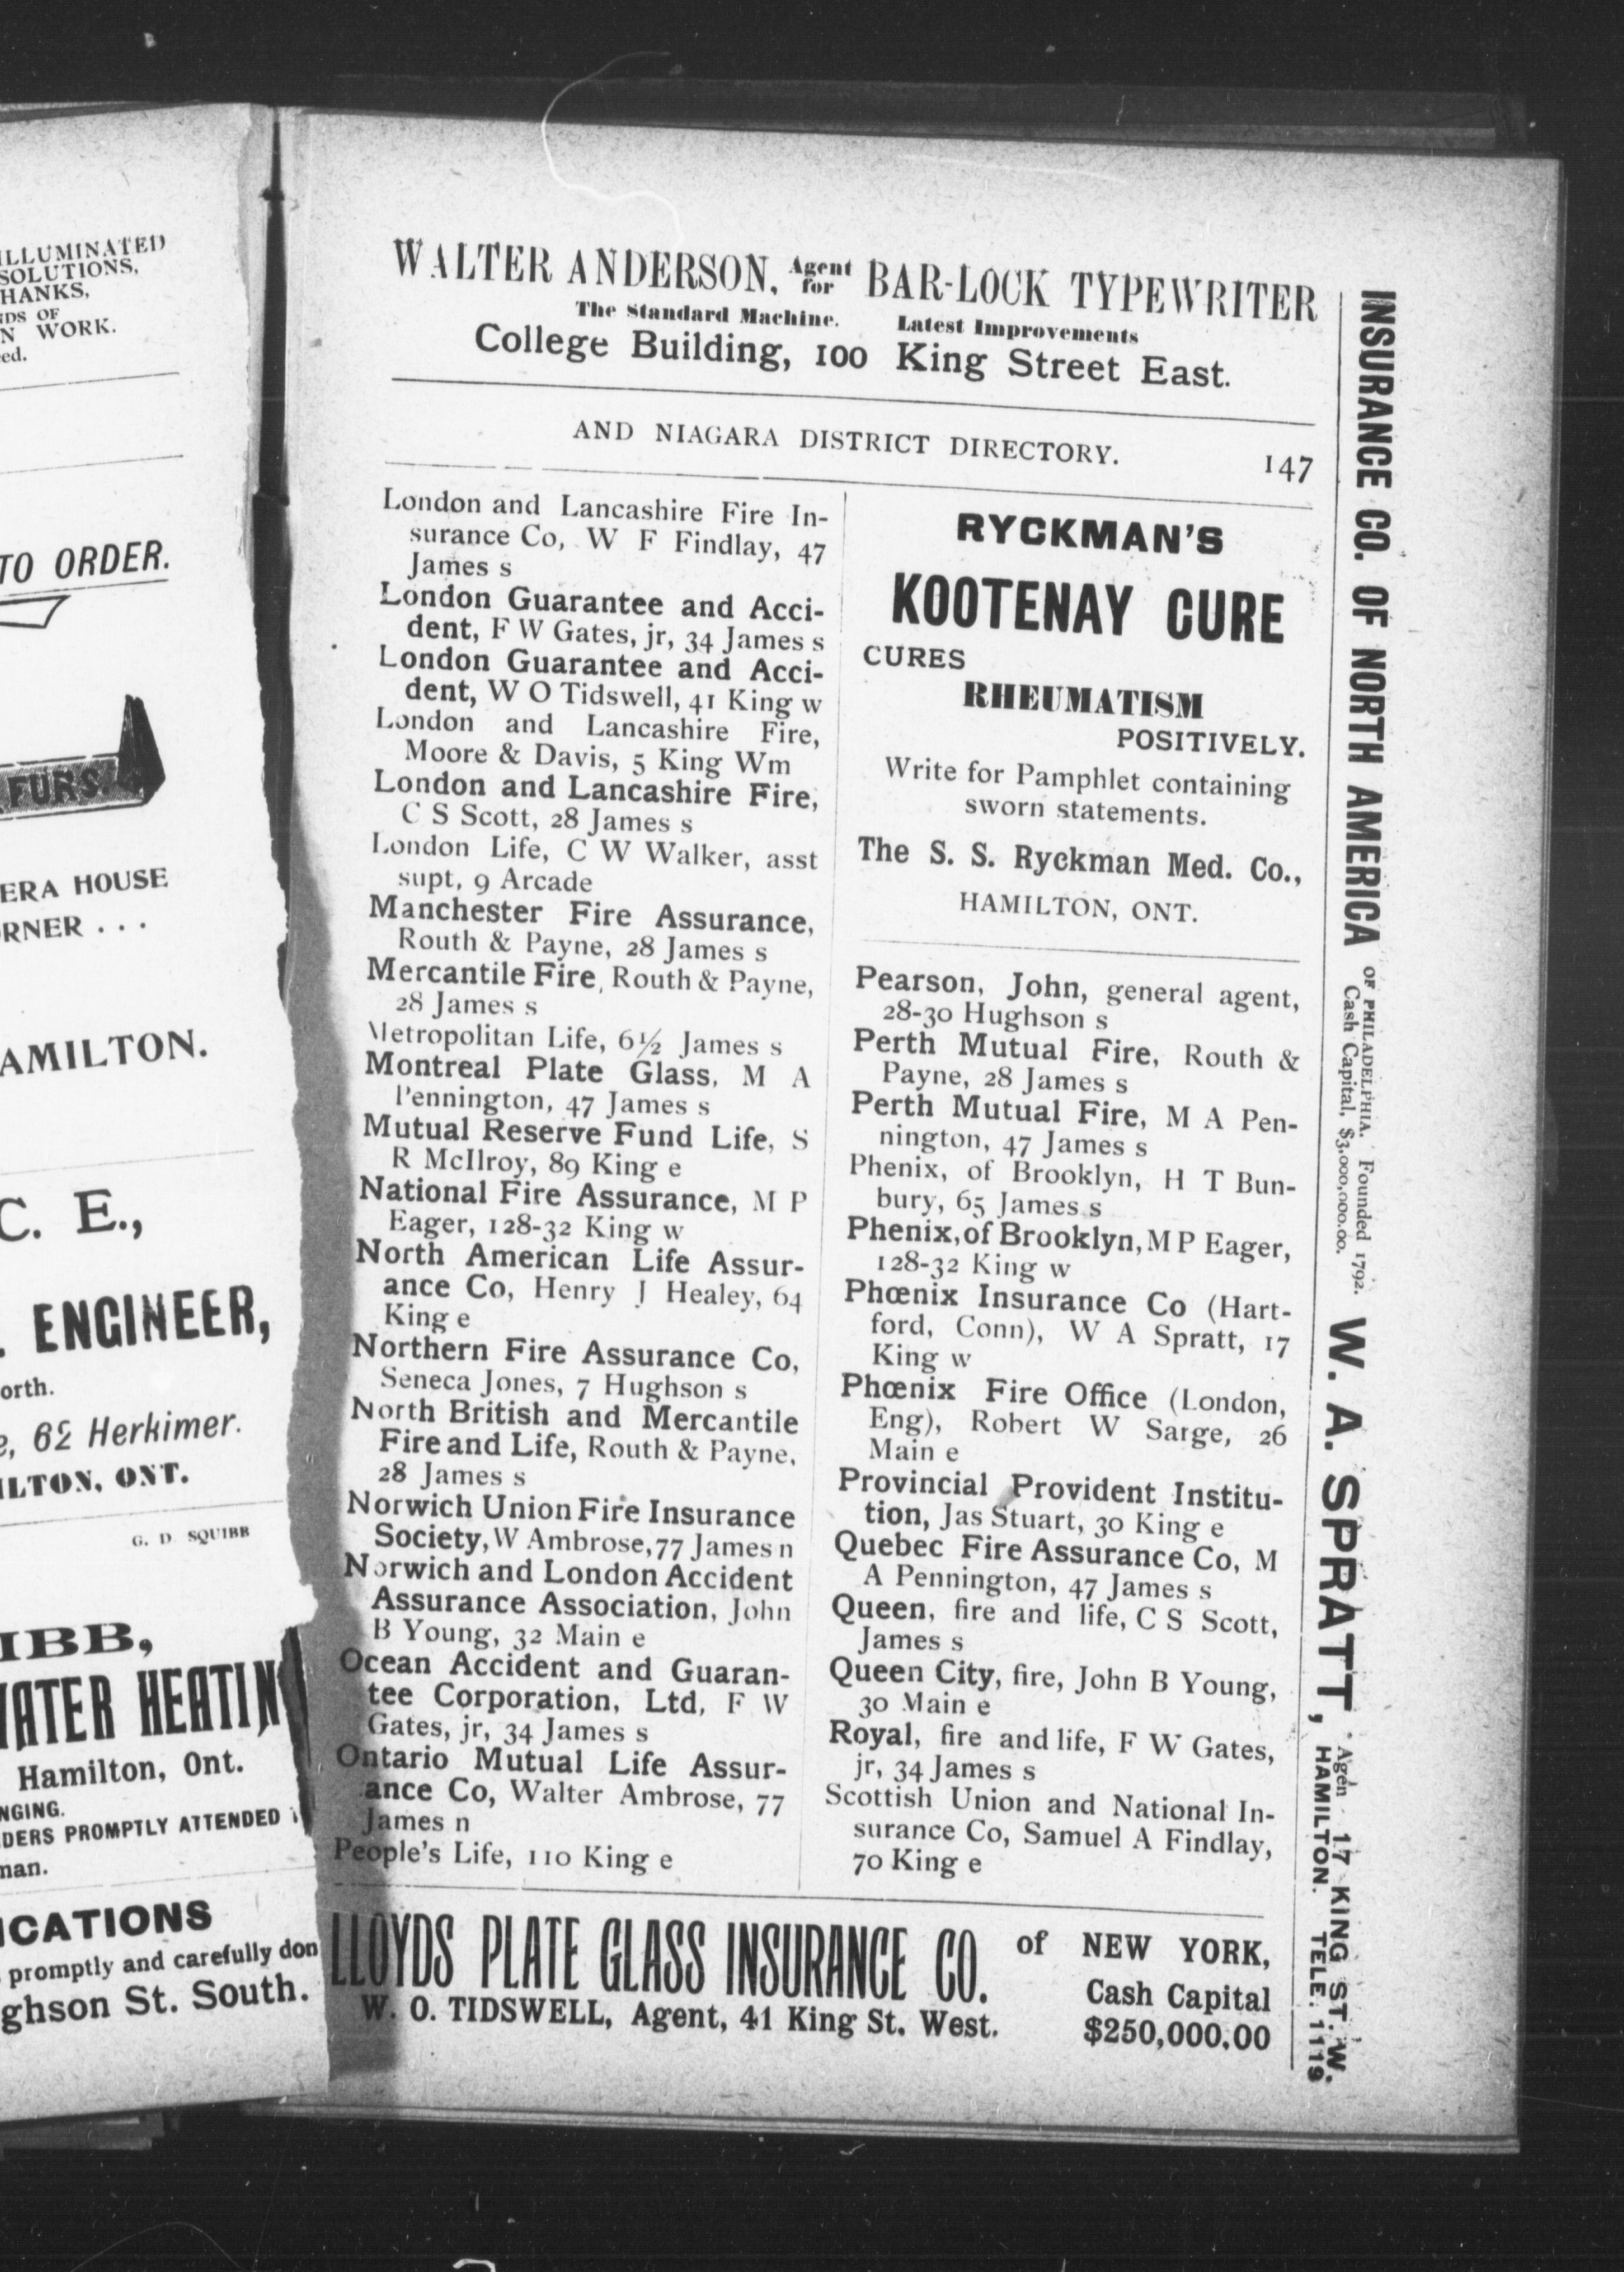 ILLUMINATED
SOLUTIONS,
HANKS,
OF
WORK.
TO ORDER.
FURS.
HOUSE
CORNER . . .
HAMILTON.
C. E.,
ENGINEER,
orth.
62 Herkimer.
HAMILTON, ONT.
G. D SQUIBB
IBB,
WATER HEATIN
Hamilton, Ont.
NGING.
DERS PROMPTLY ATTENDED
man.
ICATIONS
promptly and carefully don
ghson St. South.
WALTER ANDERSON, Agent for BAR-LOCK TYPEWRITER
The Standard Machine. Latest Improvements
College Building, 100 King Street East.
AND NIAGARA DISTRICT DIRECTORY. 147
London and Lancashire Fire In-
surance Co, W F Findlay, 47
James s
London Guarantee and Acci-
dent, F W Gates, jr, 34 James s
London Guarantee and Acci-
dent, W O Tidswell, 41 King w
London and Lancashire Fire,
Moore & Davis, 5 King Wm
London and Lancashire Fire,
C S Scott, 28 James s
London Life, C W Walker, asst
supt, 9 Arcade
Manchester Fire Assurance,
Routh & Payne, 28 James s
Mercantile Fire, Routh & Payne,
28 James s
Metropolitan Life, 6½ James s
Montreal Plate Glass, M A
Pennington, 47 James s
Mutual Reserve Fund Life, S
R McIlroy, 89 King e
National Fire Assurance, M P
Eager, 128-32 King w
North American Life Assur-
ance Co, Henry J Healey, 64
King e
Northern Fire Assurance Co,
Seneca Jones, 7 Hughson s
North British and Mercantile
Fire and Life, Routh & Payne,
28 James s
Norwich Union Fire Insurance
Society, W Ambrose, 77 James n
Norwich and London Accident
Assurance Association, John
B Young, 32 Main e
Ocean Accident and Guaran-
tee Corporation, Ltd, F W
Gates, jr, 34 James s
Ontario Mutual Life Assur-
ance Co, Walter Ambrose, 77
James n
People's Life, 110 King e
RYCKMAN'S
KOOTENAY CURE
CURES
RHEUMATISM
POSITIVELY.
Write for Pamphlet containing
sworn statements.
The S. S. Ryckman Med. Co.,
HAMILTON, ONT.
Pearson, John, general agent,
28-30 Hughson s
Perth Mutual Fire, Routh &
Payne, 28 James s
Perth Mutual Fire, M A Pen-
nington, 47 James s
Phenix, of Brooklyn, H T Bun-
bury, 65 James s
Phenix, of Brooklyn, M P Eager,
128-32 King w
Phœnix Insurance Co (Hart-
ford, Conn), W A Spratt, 17
King w
Phœnix Fire Office (London,
Eng), Robert W Sarge, 26
Main e
Provincial Provident Institu-
tion, Jas Stuart, 30 King e
Quebec Fire Assurance Co, M
A Pennington, 47 James s
Queen, fire and life, C S Scott,
James s
Queen City, fire, John B Young,
30 Main e
Royal, fire and life, F W Gates,
jr, 34 James s
Scottish Union and National In-
surance Co, Samuel A Findlay,
70 King e
LLOYDS PLATE GLASS INSURANCE CO. of NEW YORK,
W. O. TIDSWELL, Agent, 41 King St. West.
Cash Capital
$250,000.00
INSURANCE CO. OF NORTH AMERICA
OF PHILADELPHIA. Founded 1792.
Cash Capital, $3,000,000.00.
W. A. SPRATT,
Agen 17 KING ST. W.
HAMILTON. TELE: 1119